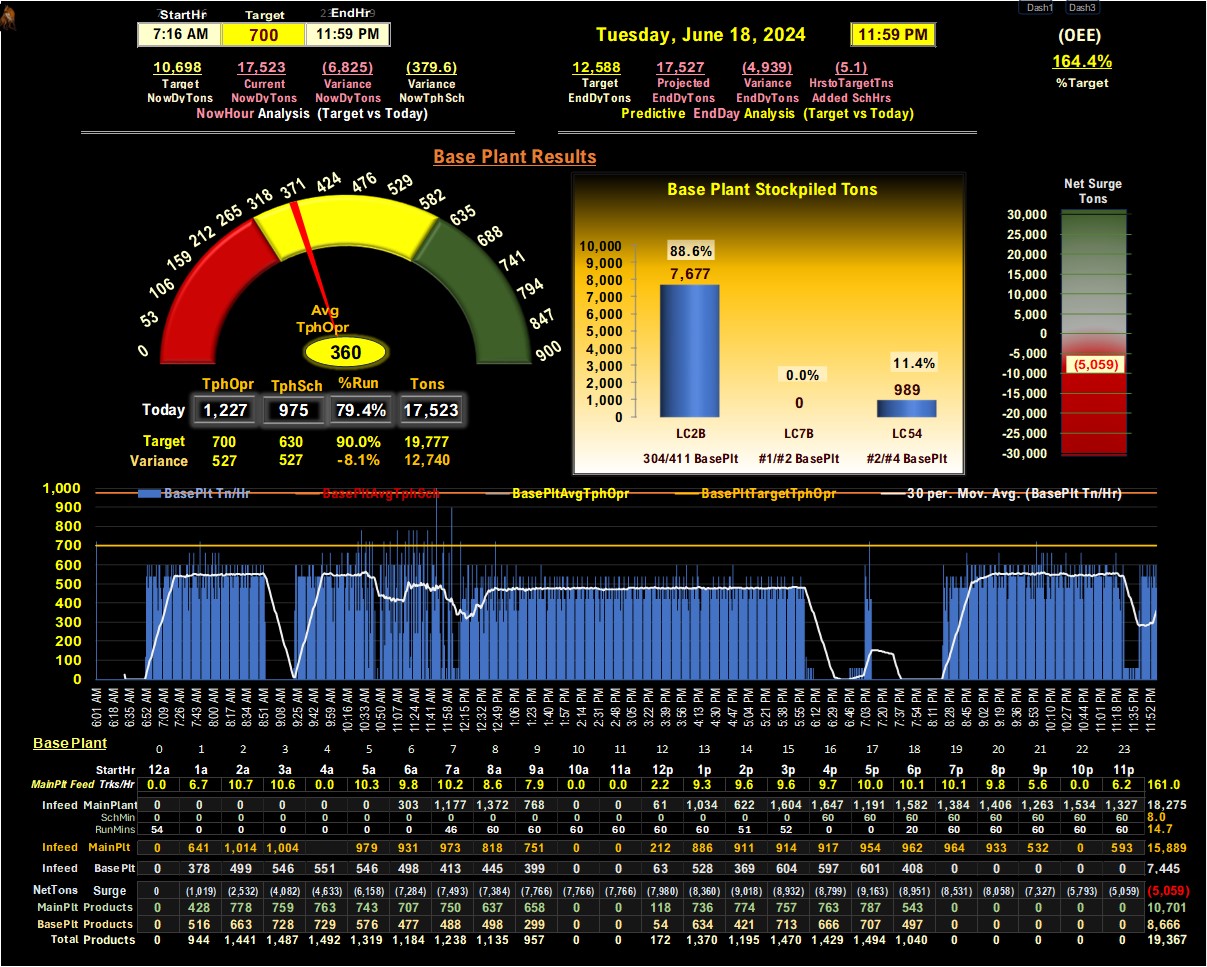 Dash1 Dash3
StartHr Target EndHr
7:16 AM 700 11:59 PM
Tuesday, June 18, 2024 11:59 PM
(OEE)
164.4%
%Target
10,698 17,523 (6,825) (379.6)
Target Current Variance Variance
NowDyTons NowDyTons NowDyTons NowTphSch
NowHour Analysis (Target vs Today)
12,588 17,527 (4,939) (5.1)
Target Projected Variance HrstoTargetTns
EndDyTons EndDyTons EndDyTons Added SchHrs
Predictive EndDay Analysis (Target vs Today)
Base Plant Results
0 53 106 159 212 265 318 371 424 476 529 582 635 688 741 794 847 900
Avg
TphOpr
360
TphOpr TphSch %Run Tons
Today 1,227 975 79.4% 17,523
Target 700 630 90.0% 19,777
Variance 527 527 -8.1% 12,740
Base Plant Stockpiled Tons
10,000
9,000
8,000
7,000
6,000
5,000
4,000
3,000
2,000
1,000
0
88.6%
7,677
0.0%
0
11.4%
989
LC2B LC7B LC54
304/411 BasePlt #1/#2 BasePlt #2/#4 BasePlt
Net Surge
Tons
30,000
25,000
20,000
15,000
10,000
5,000
0
-5,000
(5,059)
-10,000
-15,000
-20,000
-25,000
-30,000
BasePlt Tn/Hr BasePltAvgTphSch BasePltAvgTphOpr BasePltTargetTphOpr 30 per. Mov. Avg. (BasePlt Tn/Hr)
1,000
900
800
700
600
500
400
300
200
100
0
6:01 AM 6:18 AM 6:35 AM 6:52 AM 7:09 AM 7:26 AM 7:43 AM 8:00 AM 8:17 AM 8:34 AM 8:51 AM 9:08 AM 9:25 AM 9:42 AM 9:59 AM 10:16 AM 10:33 AM 10:50 AM 11:07 AM 11:24 AM 11:41 AM 11:58 AM 12:15 PM 12:32 PM 12:49 PM 1:06 PM 1:23 PM 1:40 PM 1:57 PM 2:14 PM 2:31 PM 2:48 PM 3:05 PM 3:22 PM 3:39 PM 3:56 PM 4:13 PM 4:30 PM 4:47 PM 5:04 PM 5:21 PM 5:38 PM 5:55 PM 6:12 PM 6:29 PM 6:46 PM 7:03 PM 7:20 PM 7:37 PM 7:54 PM 8:11 PM 8:28 PM 8:45 PM 9:02 PM 9:19 PM 9:36 PM 9:53 PM 10:10 PM 10:27 PM 10:44 PM 11:01 PM 11:18 PM 11:35 PM 11:52 PM
Base Plant 0 1 2 3 4 5 6 7 8 9 10 11 12 13 14 15 16 17 18 19 20 21 22 23
StartHr 12a 1a 2a 3a 4a 5a 6a 7a 8a 9a 10a 11a 12p 1p 2p 3p 4p 5p 6p 7p 8p 9p 10p 11p
MainPlt Feed Trks/Hr 0.0 6.7 10.7 10.6 0.0 10.3 9.8 10.2 8.6 7.9 0.0 0.0 2.2 9.3 9.6 9.6 9.7 10.0 10.1 10.1 9.8 5.6 0.0 6.2 161.0
Infeed MainPlant 0 0 0 0 0 0 303 1,177 1,372 768 0 0 61 1,034 622 1,604 1,647 1,191 1,582 1,384 1,406 1,263 1,534 1,327 18,275
SchMin 0 0 0 0 0 0 0 0 0 0 0 0 0 0 0 0 60 60 60 60 60 60 60 60 8.0
RunMins 54 0 0 0 0 0 0 46 60 60 60 60 60 60 51 52 0 0 20 60 60 60 60 60 14.7
Infeed MainPlt 0 641 1,014 1,004 979 931 973 818 751 0 0 212 886 911 914 917 954 962 964 933 532 0 593 15,889
Infeed BasePlt 0 378 499 546 551 546 498 413 445 399 0 0 63 528 369 604 597 601 408 0 0 0 0 0 7,445
NetTons Surge 0 (1,019) (2,532) (4,082) (4,633) (6,158) (7,284) (7,493) (7,384) (7,766) (7,766) (7,766) (7,980) (8,360) (9,018) (8,932) (8,799) (9,163) (8,951) (8,531) (8,058) (7,327) (5,793) (5,059) (5,059)
MainPlt Products 0 428 778 759 763 743 707 750 637 658 0 0 118 736 774 757 763 787 543 0 0 0 0 0 10,701
BasePlt Products 0 516 663 728 729 576 477 488 498 299 0 0 54 634 421 713 666 707 497 0 0 0 0 0 8,666
Total Products 0 944 1,441 1,487 1,492 1,319 1,184 1,238 1,135 957 0 0 172 1,370 1,195 1,470 1,429 1,494 1,040 0 0 0 0 0 19,367